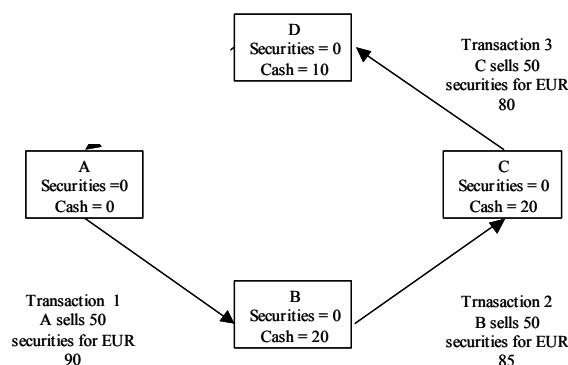 D
Securities = 0
Cash = 10
Transaction 3
C sells 50
securities for EUR
80
A
Securities =0
Cash = 0
C
Securities = 0
Cash = 20
Transaction 1
A sells 50
securities for EUR
90
B
Securities = 0
Cash = 20
Trnasaction 2
B sells 50
securities for EUR
85